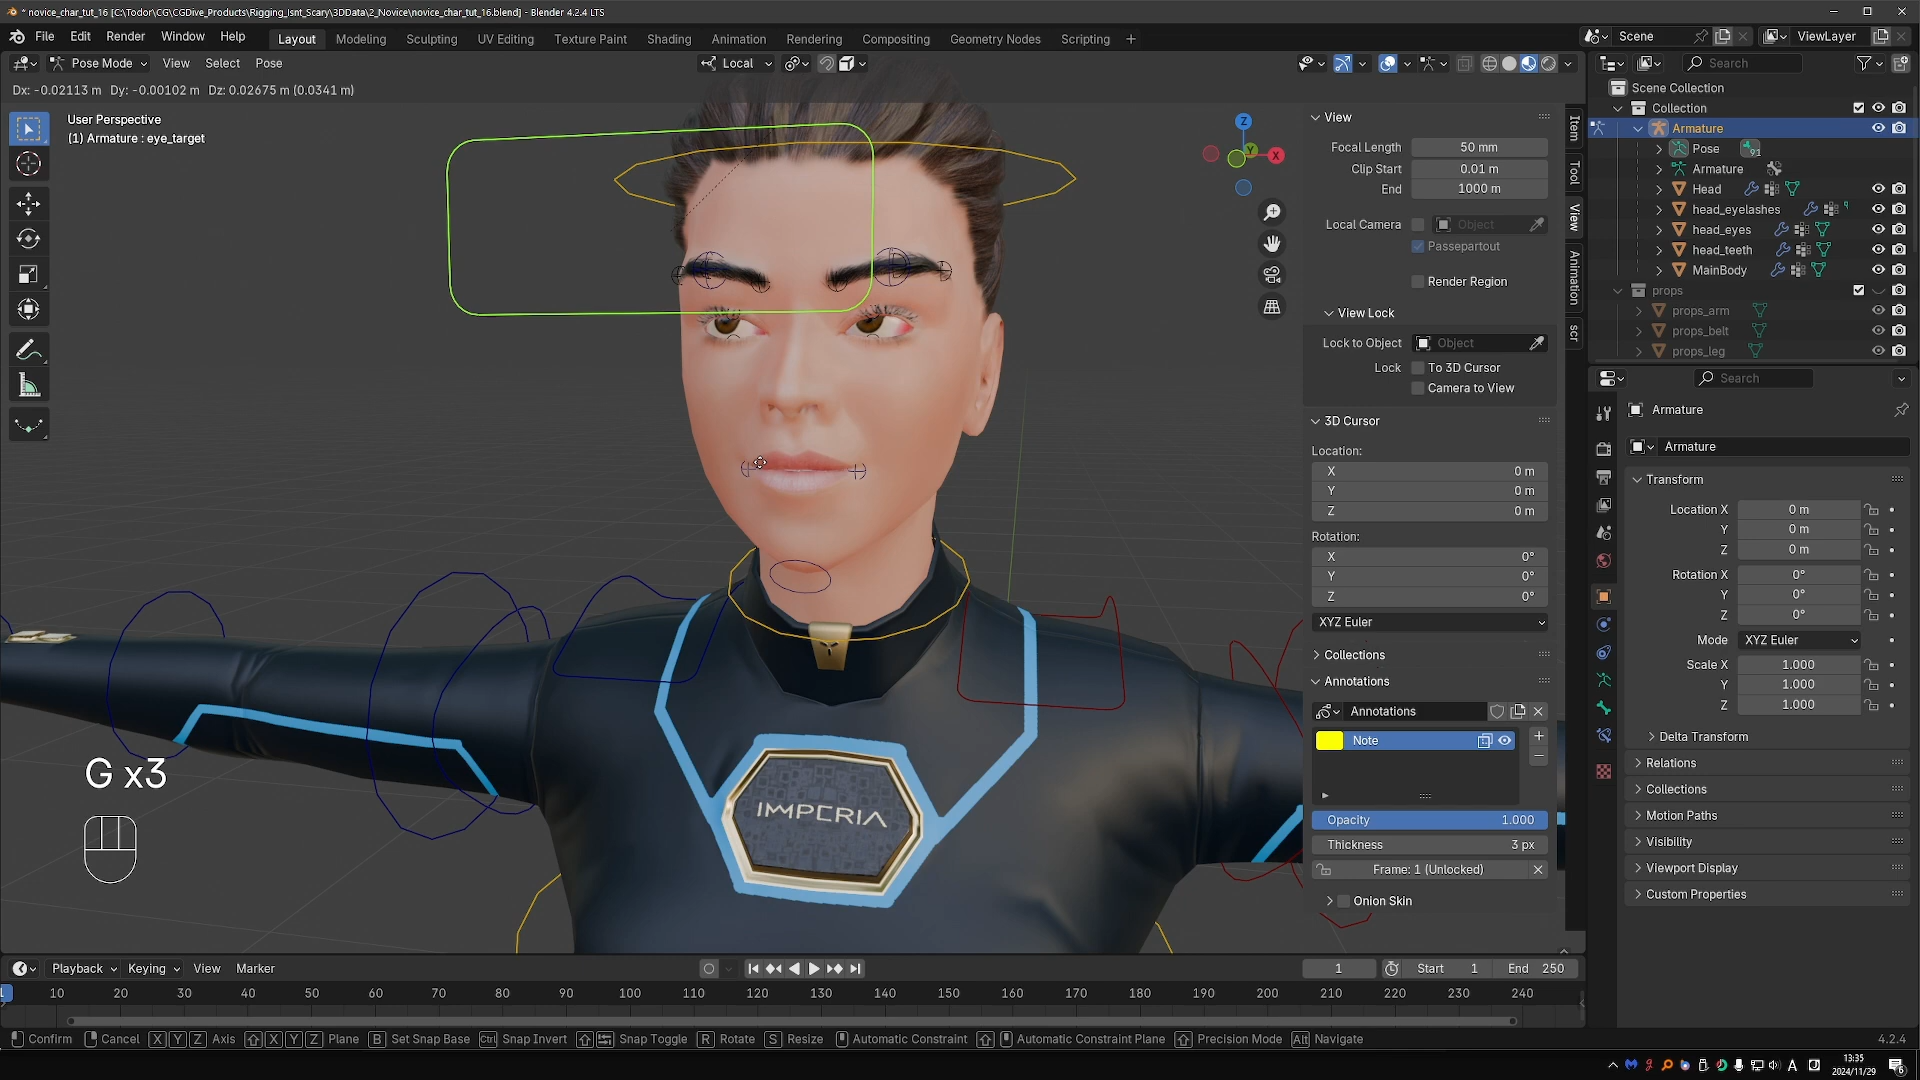 * novice_char_tut_16 [C:\Todor\CG\CGDive_Products\Rigging_Isnt_Scary\3DData\2_Novice\novice_char_tut_16.blend] - Blender 4.2.4 LTS
File Edit Render Window Help Layout Modeling Sculpting UV Editing Texture Paint Shading Animation Rendering Compositing Geometry Nodes Scripting + Scene ViewLayer
Pose Mode View Select Pose Local Search
Dx: -0.02113 m Dy: -0.00102 m Dz: 0.02675 m (0.0341 m)
User Perspective
(1) Armature : eye_target
Z
Y
X
G x3
IMPERIA
View
Focal Length 50 mm
Clip Start 0.01 m
End 1000 m
Local Camera Object
Passepartout
Render Region
View Lock
Lock to Object Object
Lock To 3D Cursor
Camera to View
3D Cursor
Location:
X 0 m
Y 0 m
Z 0 m
Rotation:
X 0°
Y 0°
Z 0°
XYZ Euler
Collections
Annotations
Annotations
Note
Opacity 1.000
Thickness 3 px
Frame: 1 (Unlocked)
Onion Skin
Item
Tool
View
Animation
scr
Scene Collection
Collection
Armature
Pose 91
Armature
Head
head_eyelashes
head_eyes
head_teeth
MainBody
props
props_arm
props_belt
props_leg
Search
Armature
Armature
Transform
Location X 0 m
Y 0 m
Z 0 m
Rotation X 0°
Y 0°
Z 0°
Mode XYZ Euler
Scale X 1.000
Y 1.000
Z 1.000
Delta Transform
Relations
Collections
Motion Paths
Visibility
Viewport Display
Custom Properties
Playback Keying View Marker 1 Start 1 End 250
1 10 20 30 40 50 60 70 80 90 100 110 120 130 140 150 160 170 180 190 200 210 220 230 240
Confirm Cancel X Y Z Axis X Y Z Plane B Set Snap Base Ctrl Snap Invert Snap Toggle R Rotate S Resize Automatic Constraint Automatic Constraint Plane Precision Mode Alt Navigate 4.2.4
A 13:35
2024/11/29 6